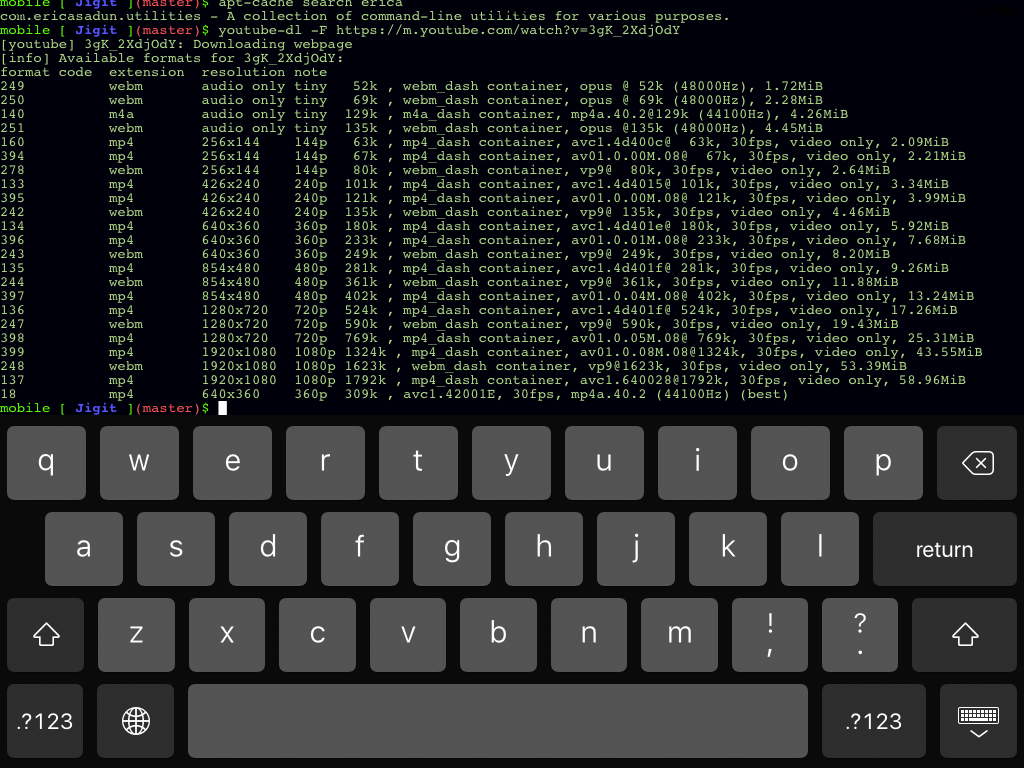 mobile [ Jigit ](master)$ apt-cache search erica
com.ericasadun.utilities - A collection of command-line utilities for various purposes.
mobile [ Jigit ](master)$ youtube-dl -F https://m.youtube.com/watch?v=3gK_2XdjOdY
[youtube] 3gK_2XdjOdY: Downloading webpage
[info] Available formats for 3gK_2XdjOdY:
format code  extension  resolution note
249          webm       audio only tiny   52k , webm_dash container, opus @ 52k (48000Hz), 1.72MiB
250          webm       audio only tiny   69k , webm_dash container, opus @ 69k (48000Hz), 2.28MiB
140          m4a        audio only tiny  129k , m4a_dash container, mp4a.40.2@129k (44100Hz), 4.26MiB
251          webm       audio only tiny  135k , webm_dash container, opus @135k (48000Hz), 4.45MiB
160          mp4        256x144    144p   63k , mp4_dash container, avc1.4d400c@  63k, 30fps, video only, 2.09MiB
394          mp4        256x144    144p   67k , mp4_dash container, av01.0.00M.08@  67k, 30fps, video only, 2.21MiB
278          webm       256x144    144p   80k , webm_dash container, vp9@  80k, 30fps, video only, 2.64MiB
133          mp4        426x240    240p  101k , mp4_dash container, avc1.4d4015@ 101k, 30fps, video only, 3.34MiB
395          mp4        426x240    240p  121k , mp4_dash container, av01.0.00M.08@ 121k, 30fps, video only, 3.99MiB
242          webm       426x240    240p  135k , webm_dash container, vp9@ 135k, 30fps, video only, 4.46MiB
134          mp4        640x360    360p  180k , mp4_dash container, avc1.4d401e@ 180k, 30fps, video only, 5.92MiB
396          mp4        640x360    360p  233k , mp4_dash container, av01.0.01M.08@ 233k, 30fps, video only, 7.68MiB
243          webm       640x360    360p  249k , webm_dash container, vp9@ 249k, 30fps, video only, 8.20MiB
135          mp4        854x480    480p  281k , mp4_dash container, avc1.4d401f@ 281k, 30fps, video only, 9.26MiB
244          webm       854x480    480p  361k , webm_dash container, vp9@ 361k, 30fps, video only, 11.88MiB
397          mp4        854x480    480p  402k , mp4_dash container, av01.0.04M.08@ 402k, 30fps, video only, 13.24MiB
136          mp4        1280x720   720p  524k , mp4_dash container, avc1.4d401f@ 524k, 30fps, video only, 17.26MiB
247          webm       1280x720   720p  590k , webm_dash container, vp9@ 590k, 30fps, video only, 19.43MiB
398          mp4        1280x720   720p  769k , mp4_dash container, av01.0.05M.08@ 769k, 30fps, video only, 25.31MiB
399          mp4        1920x1080  1080p 1324k , mp4_dash container, av01.0.08M.08@1324k, 30fps, video only, 43.55MiB
248          webm       1920x1080  1080p 1623k , webm_dash container, vp9@1623k, 30fps, video only, 53.39MiB
137          mp4        1920x1080  1080p 1792k , mp4_dash container, avc1.640028@1792k, 30fps, video only, 58.96MiB
18           mp4        640x360    360p  309k , avc1.42001E, 30fps, mp4a.40.2 (44100Hz) (best)
mobile [ Jigit ](master)$
q w e r t y u i o p
a s d f g h j k l return
z x c v b n m ! , ? .
.?123 .?123